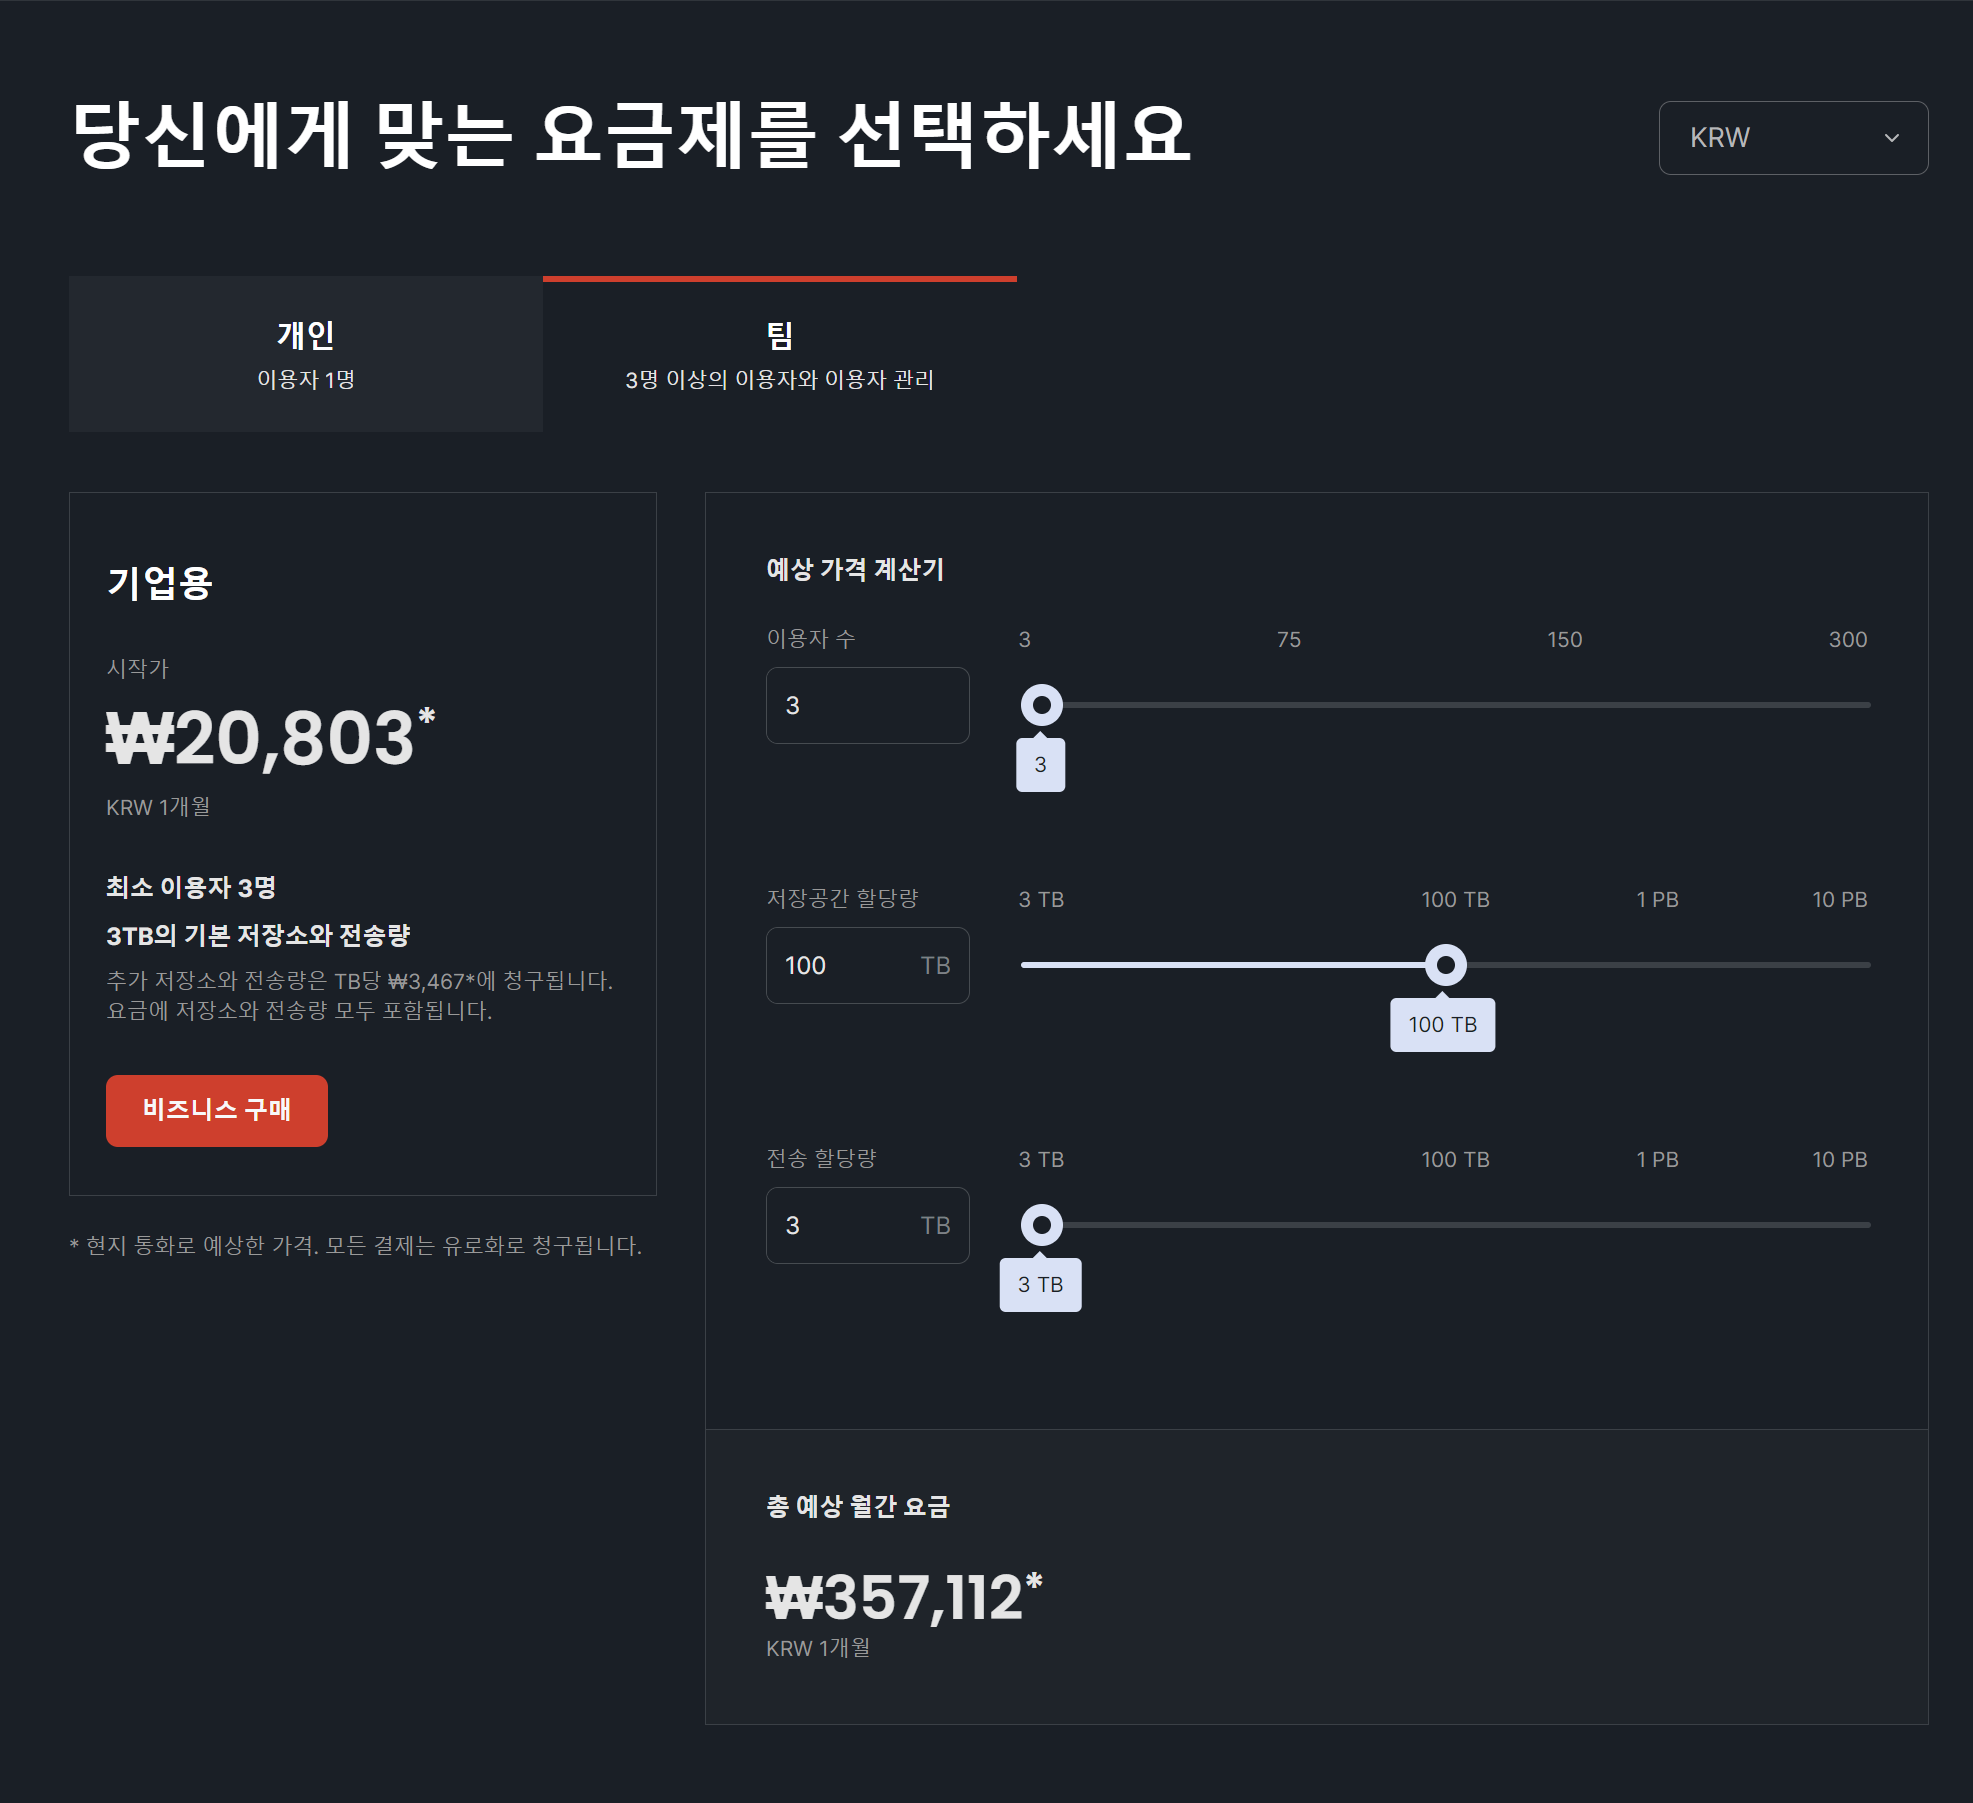 당신에게 맞는 요금제를 선택하세요
KRW
개인
이용자 1명
팀
3명 이상의 이용자와 이용자 관리
기업용
시작가
₩20,803*
KRW 1개월
최소 이용자 3명
3TB의 기본 저장소와 전송량
추가 저장소와 전송량은 TB당 ₩3,467*에 청구됩니다.
요금에 저장소와 전송량 모두 포함됩니다.
비즈니스 구매
* 현지 통화로 예상한 가격. 모든 결제는 유로화로 청구됩니다.
예상 가격 계산기
이용자 수
3 75 150 300
3
3
저장공간 할당량
3 TB 100 TB 1 PB 10 PB
100 TB
100 TB
전송 할당량
3 TB 100 TB 1 PB 10 PB
3 TB
3 TB
총 예상 월간 요금
₩357,112*
KRW 1개월